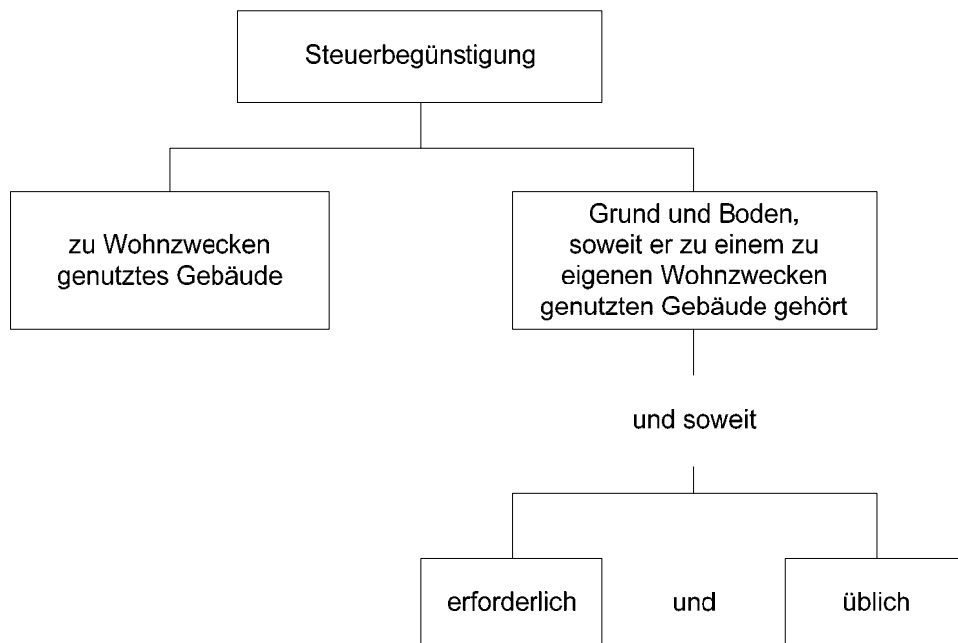 Steuerbegünstigung
zu Wohnzwecken
genutztes Gebäude
Grund und Boden,
soweit er zu einem zu
eigenen Wohnzwecken
genutzten Gebäude gehört
und soweit
erforderlich
und
üblich